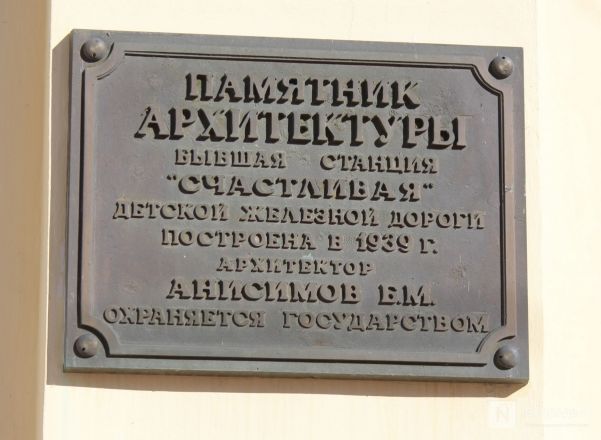 ПАМЯТНИК
АРХИТЕКТУРЫ
БЫВШАЯ СТАНЦИЯ
"СЧАСТЛИВАЯ"
ДЕТСКОЙ ЖЕЛЕЗНОЙ ДОРОГИ
ПОСТРОЕНА В 1939 Г.
АРХИТЕКТОР
АНИСИМОВ Б.М.
ОХРАНЯЕТСЯ ГОСУДАРСТВОМ